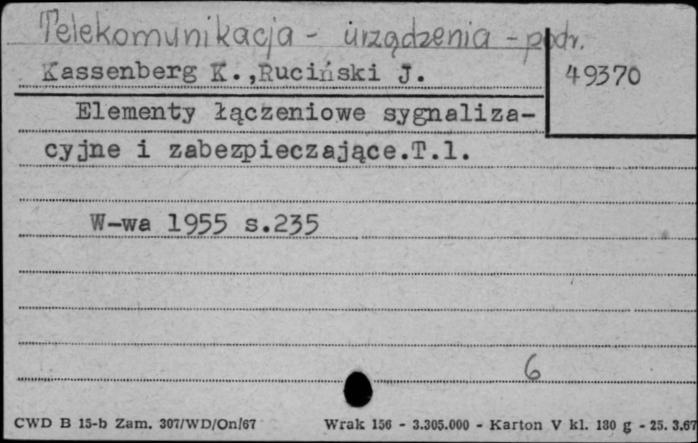 Telekomunikacja - urządzenia - podr.
Kassenberg K.,Ruciński J.
49370
Elementy łączeniowe sygnaliza-
cyjne i zabezpieczające.T.1.
W-wa 1955 s.235
6
CWD B 15-b Zam. 307/WD/On/67 Wrak 156 - 3.305.000 - Karton V kl. 180 g - 25. 3.67